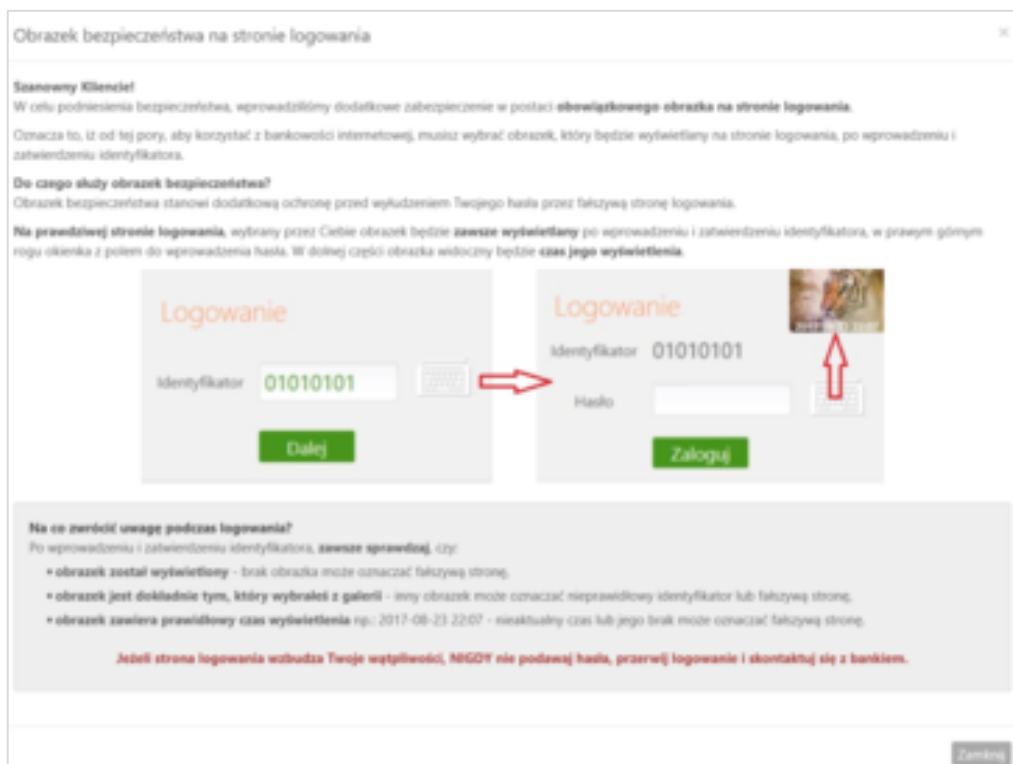 Obrazek bezpieczeństwa na stronie logowania
Szanowny Kliencie!
W celu podniesienia bezpieczeństwa, wprowadziliśmy dodatkowe zabezpieczenie w postaci obowiązkowego obrazka na stronie logowania.
Oznacza to, iż od tej pory, aby korzystać z bankowości internetowej, musisz wybrać obrazek, który będzie wyświetlany na stronie logowania, po wprowadzeniu i
zatwierdzeniu identyfikatora.
Do czego służy obrazek bezpieczeństwa?
Obrazek bezpieczeństwa stanowi dodatkową ochronę przed wyłudzeniem Twojego hasła przez fałszywą stronę logowania.
Na prawdziwej stronie logowania, wybrany przez Ciebie obrazek będzie zawsze wyświetlany po wprowadzeniu i zatwierdzeniu identyfikatora, w prawym górnym
rogu okienka z polem do wprowadzenia hasła. W dolnej części obrazka widoczny będzie czas jego wyświetlenia.
Logowanie
Identyfikator 01010101
Dalej
Logowanie
Identyfikator 01010101
Hasło
Zaloguj
Na co zwrócić uwagę podczas logowania?
Po wprowadzeniu i zatwierdzeniu identyfikatora, zawsze sprawdzaj, czy:
• obrazek został wyświetlony - brak obrazka może oznaczać fałszywą stronę,
• obrazek jest dokładnie tym, który wybrałeś z galerii - inny obrazek może oznaczać nieprawidłowy identyfikator lub fałszywą stronę,
• obrazek zawiera prawidłowy czas wyświetlenia np.: 2017-08-23 22:07 - nieaktualny czas lub jego brak może oznaczać fałszywą stronę.
Jeżeli strona logowania wzbudza Twoje wątpliwości, NIGDY nie podawaj hasła, przerwij logowanie i skontaktuj się z bankiem.
Zamknij